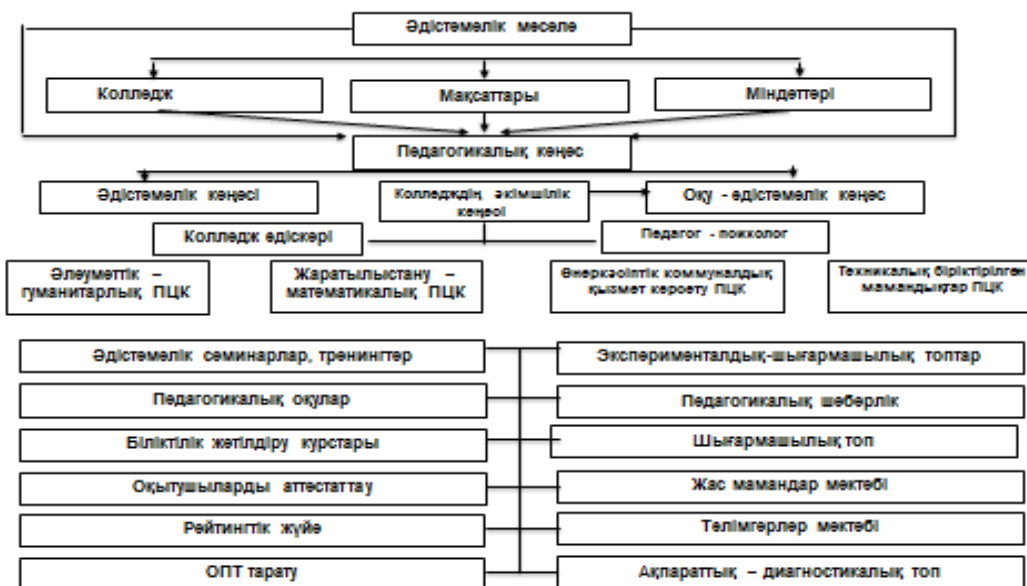 Әдістемелік мәселе
Колледж
Мақсаттары
Міндеттері
Педагогикалық кеңес
Әдістемелік кеңесі
Колледждің әкімшілік
кеңесі
Оқу - әдістемелік кеңес
Колледж әдіскері
Педагог - психолог
Әлеуметтік –
гуманитарлық ПЦК
Жаратылыстану –
математикалық ПЦК
Өнеркәсіптік коммуналдық
қызмет көрсету ПЦК
Техникалық біріктірілген
мамандықтар ПЦК
Әдістемелік семинарлар, тренингтер
Эксперименталдық-шығармашылық топтар
Педагогикалық оқулар
Педагогикалық шеберлік
Біліктілік жетілдіру курстары
Шығармашылық топ
Оқытушыларды аттестаттау
Жас мамандар мектебі
Рейтингтік жүйе
Тәлімгерлер мектебі
ОПТ тарату
Ақпараттық – диагностикалық топ